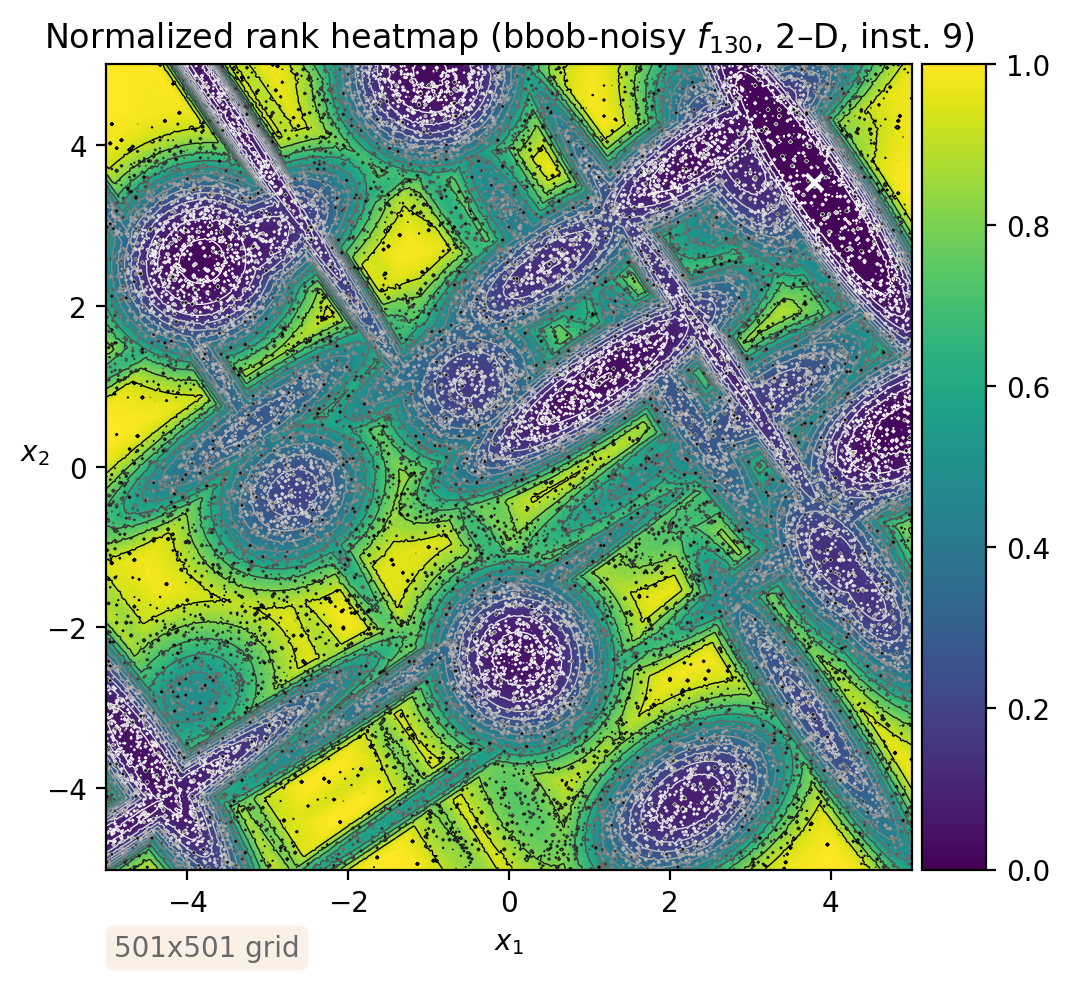 Normalized rank heatmap (bbob-noisy f130, 2–D, inst. 9)
1.0
0.8
0.6
0.4
0.2
0.0
4
2
0
−2
−4
x2
−4 −2 0 2 4
x1
501x501 grid